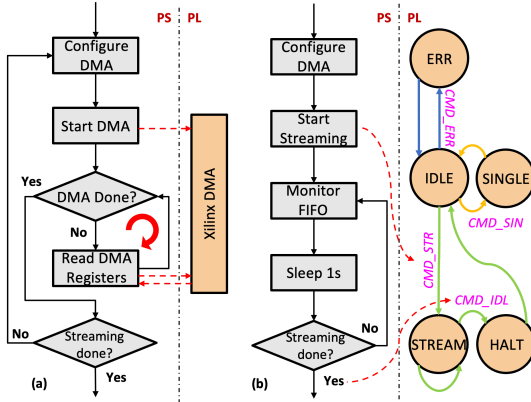 PS
PL
Configure
DMA
Start DMA
Yes
DMA Done?
No
Read DMA
Registers
Xilinx DMA
No
Streaming
done?
(a)
Yes
PS
PL
Configure
DMA
Start
Streaming
Monitor
FIFO
Sleep 1s
No
Streaming
done?
(b)
Yes
ERR
CMD_ERR
IDLE
SINGLE
CMD_SIN
CMD_STR
CMD_IDL
STREAM
HALT